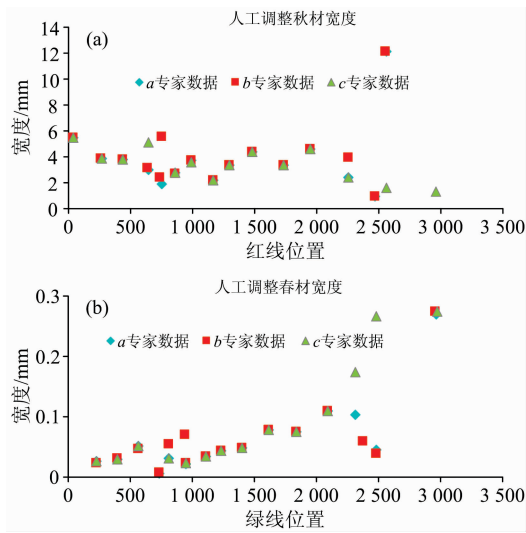 人工调整秋材宽度
(a)
a专家数据 b专家数据 c专家数据
宽度/mm
14
12
10
8
6
4
2
0
0 500 1 000 1 500 2 000 2 500 3 000 3 500
红线位置
人工调整春材宽度
(b)
a专家数据 b专家数据 c专家数据
宽度/mm
0.3
0.2
0.1
0
0 500 1 000 1 500 2 000 2 500 3 000 3 500
绿线位置